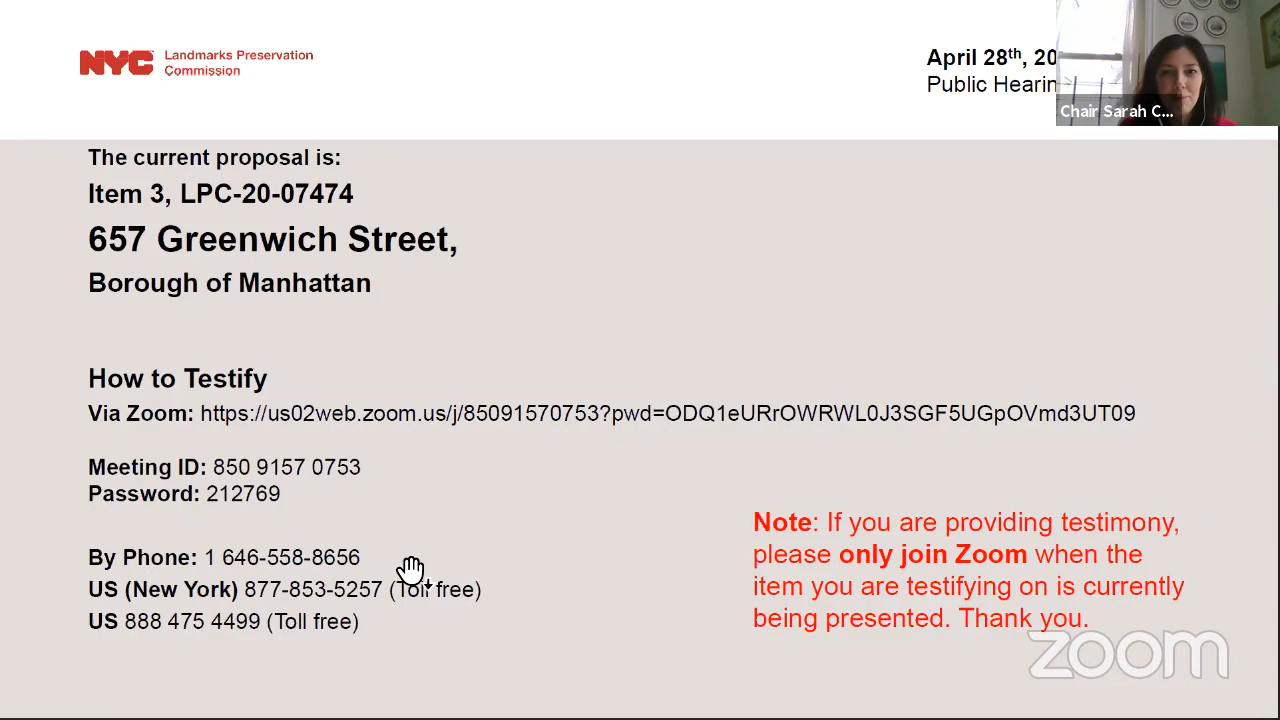 NYC Landmarks Preservation
Commission
April 28th, 20
Public Hearin
Chair Sarah C...
The current proposal is:
Item 3, LPC-20-07474
657 Greenwich Street,
Borough of Manhattan
How to Testify
Via Zoom: https://us02web.zoom.us/j/85091570753?pwd=ODQ1eURrOWRWL0J3SGF5UGpOVmd3UT09
Meeting ID: 850 9157 0753
Password: 212769
By Phone: 1 646-558-8656
US (New York) 877-853-5257 (Toll free)
US 888 475 4499 (Toll free)
Note: If you are providing testimony,
please only join Zoom when the
item you are testifying on is currently
being presented. Thank you.
zoom